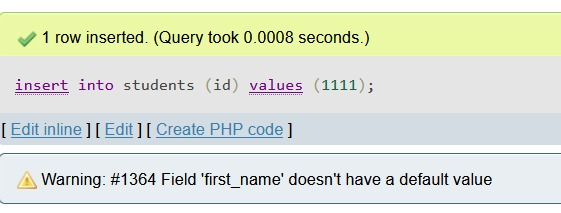 1 row inserted. (Query took 0.0008 seconds.)
insert into students (id) values (1111);
[ Edit inline ] [ Edit ] [ Create PHP code ]
Warning: #1364 Field 'first_name' doesn't have a default value